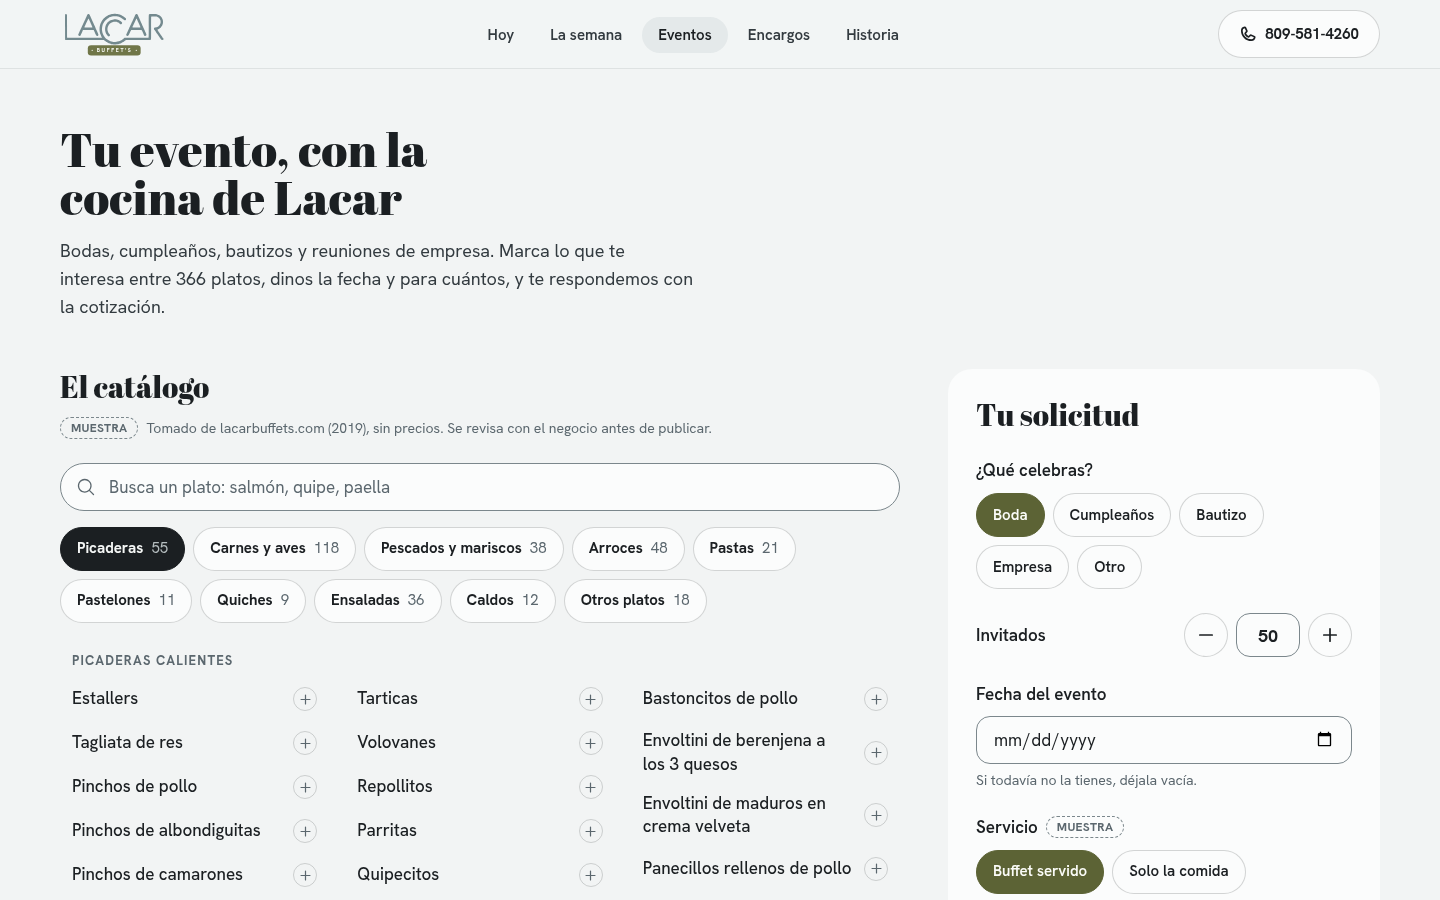 LACAR
· BUFFET'S ·
Hoy
La semana
Eventos
Encargos
Historia
809-581-4260
Tu evento, con la
cocina de Lacar
Bodas, cumpleaños, bautizos y reuniones de empresa. Marca lo que te
interesa entre 366 platos, dinos la fecha y para cuántos, y te respondemos con
la cotización.
El catálogo
MUESTRA Tomado de lacarbuffets.com (2019), sin precios. Se revisa con el negocio antes de publicar.
Busca un plato: salmón, quipe, paella
Picaderas 55
Carnes y aves 118
Pescados y mariscos 38
Arroces 48
Pastas 21
Pastelones 11
Quiches 9
Ensaladas 36
Caldos 12
Otros platos 18
PICADERAS CALIENTES
Estallers
Tagliata de res
Pinchos de pollo
Pinchos de albondiguitas
Pinchos de camarones
Tarticas
Volovanes
Repollitos
Parritas
Quipecitos
Bastoncitos de pollo
Envoltini de berenjena a
los 3 quesos
Envoltini de maduros en
crema velveta
Panecillos rellenos de pollo
Tu solicitud
¿Qué celebras?
Boda
Cumpleaños
Bautizo
Empresa
Otro
Invitados
50
Fecha del evento
mm/dd/yyyy
Si todavía no la tienes, déjala vacía.
Servicio MUESTRA
Buffet servido
Solo la comida